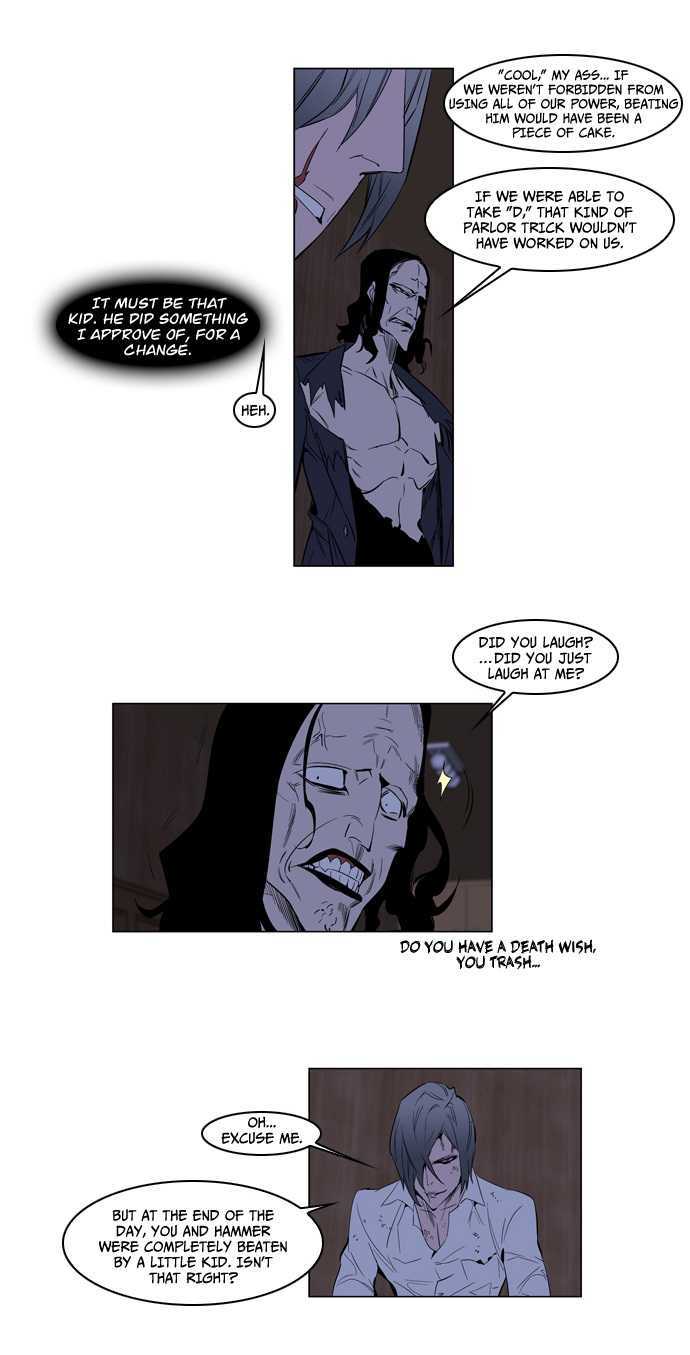 "COOL," MY ASS... IF
WE WEREN'T FORBIDDEN FROM
USING ALL OF OUR POWER, BEATING
HIM WOULD HAVE BEEN A
PIECE OF CAKE.
IF WE WERE ABLE TO
TAKE "D," THAT KIND OF
PARLOR TRICK WOULDN'T
HAVE WORKED ON US.
IT MUST BE THAT
KID. HE DID SOMETHING
I APPROVE OF, FOR A
CHANGE.
HEH.
DID YOU LAUGH?
...DID YOU JUST
LAUGH AT ME?
DO YOU HAVE A DEATH WISH,
YOU TRASH...
OH...
EXCUSE ME.
BUT AT THE END OF THE
DAY, YOU AND HAMMER
WERE COMPLETELY BEATEN
BY A LITTLE KID. ISN'T
THAT RIGHT?